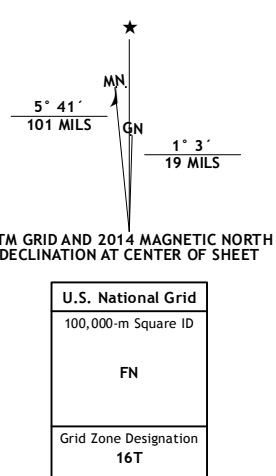 ★
MN
5° 41´
101 MILS
GN
1° 3´
19 MILS
TM GRID AND 2014 MAGNETIC NORTH
DECLINATION AT CENTER OF SHEET
U.S. National Grid
100,000-m Square ID
FN
Grid Zone Designation
16T